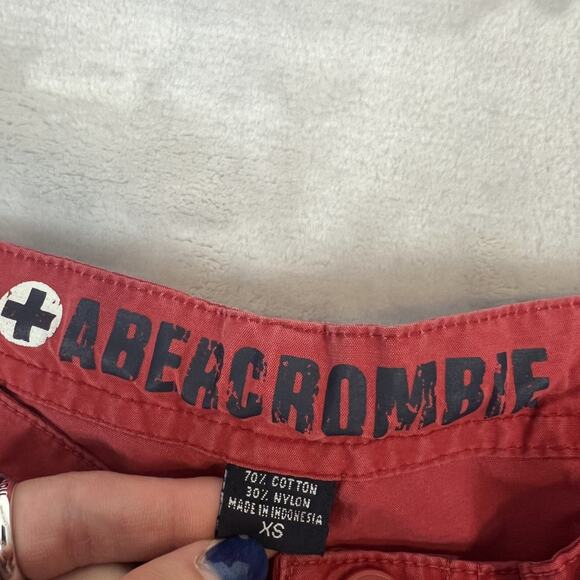 ABERCROMBIE
70% COTTON
30% NYLON
MADE IN INDONESIA
XS